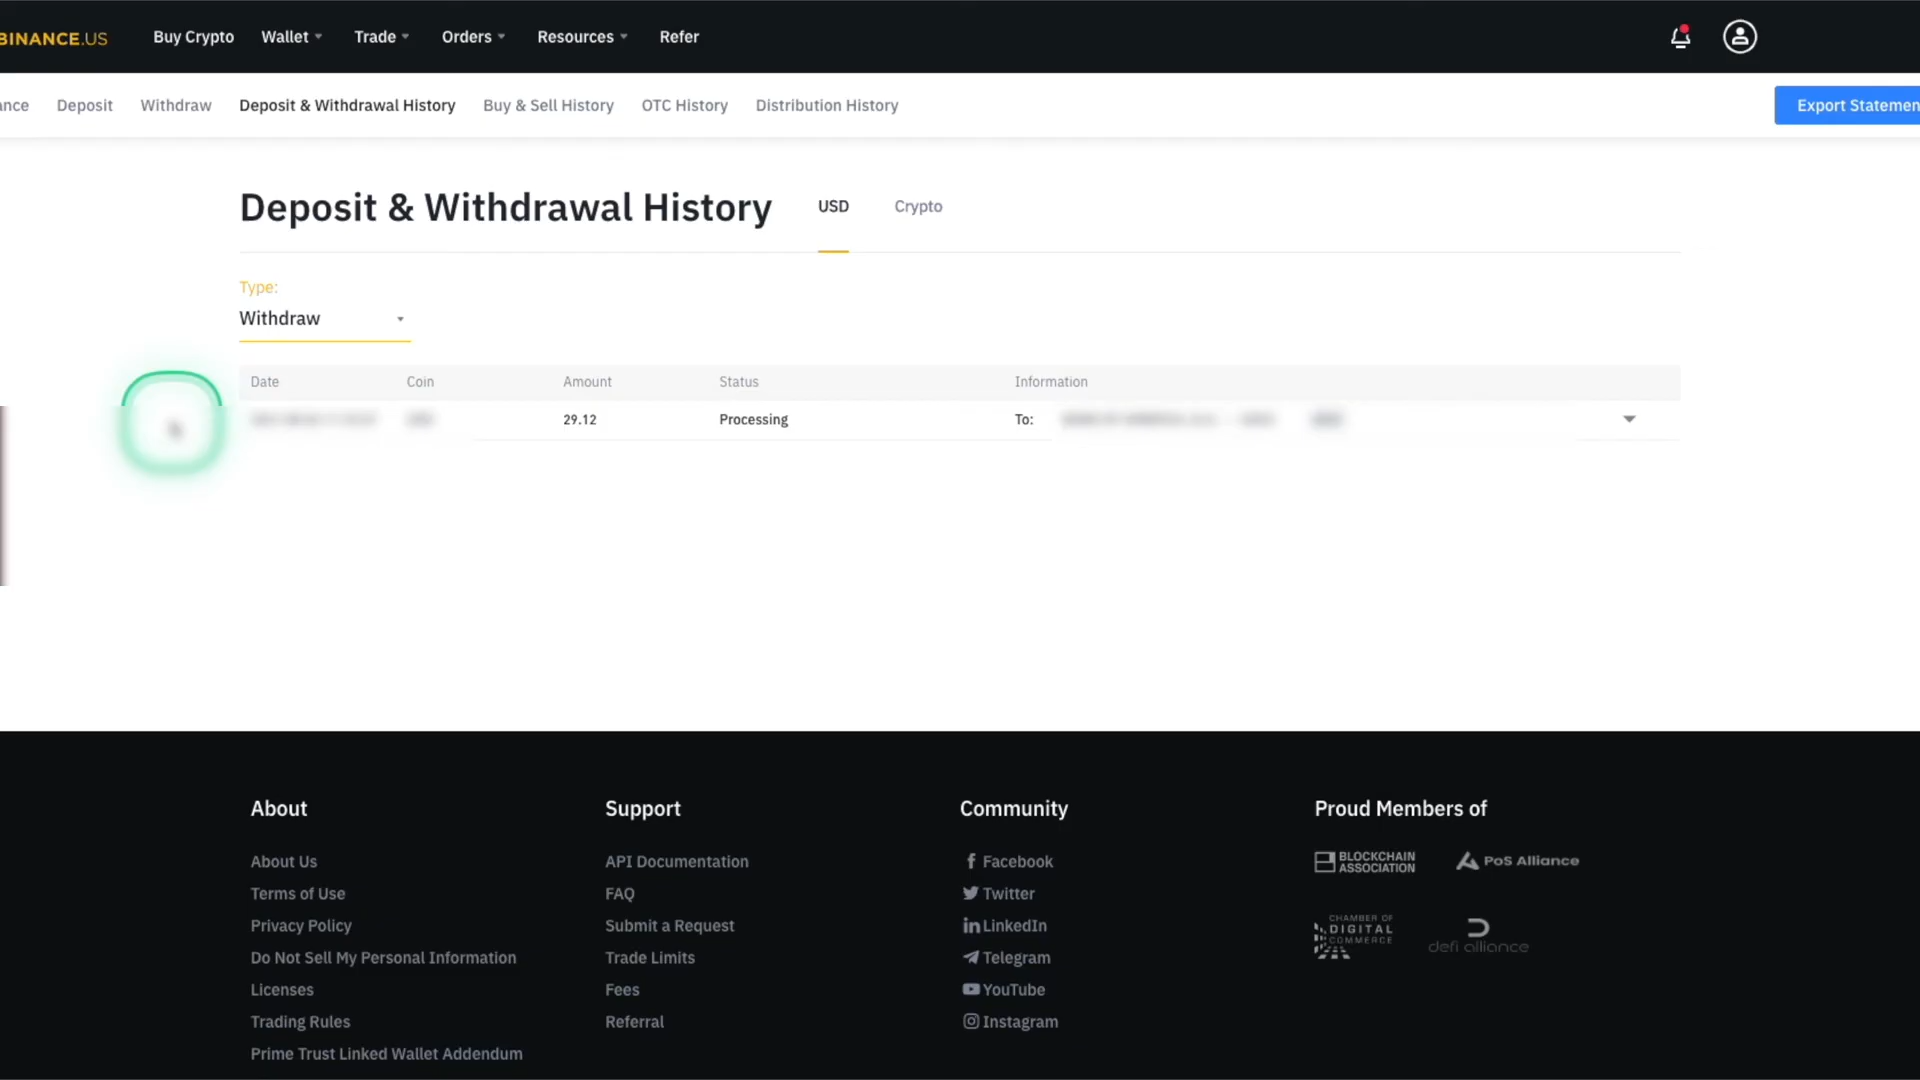 BINANCE.US Buy Crypto Wallet Trade Orders Resources Refer
Deposit Withdraw Deposit & Withdrawal History Buy & Sell History OTC History Distribution History Export
Deposit & Withdrawal History USD Crypto
Type:
Withdraw
Date Coin Amount Status Information
29.12 Processing To:
About
About Us
Terms of Use
Privacy Policy
Do Not Sell My Personal Information
Licenses
Trading Rules
Prime Trust Linked Wallet Addendum
Support
API Documentation
FAQ
Submit a Request
Trade Limits
Fees
Referral
Community
Facebook
Twitter
LinkedIn
Telegram
YouTube
Instagram
Proud Members of
BLOCKCHAIN
ASSOCIATION
PoS Alliance
CHAMBER OF
DIGITAL
COMMERCE
defi alliance